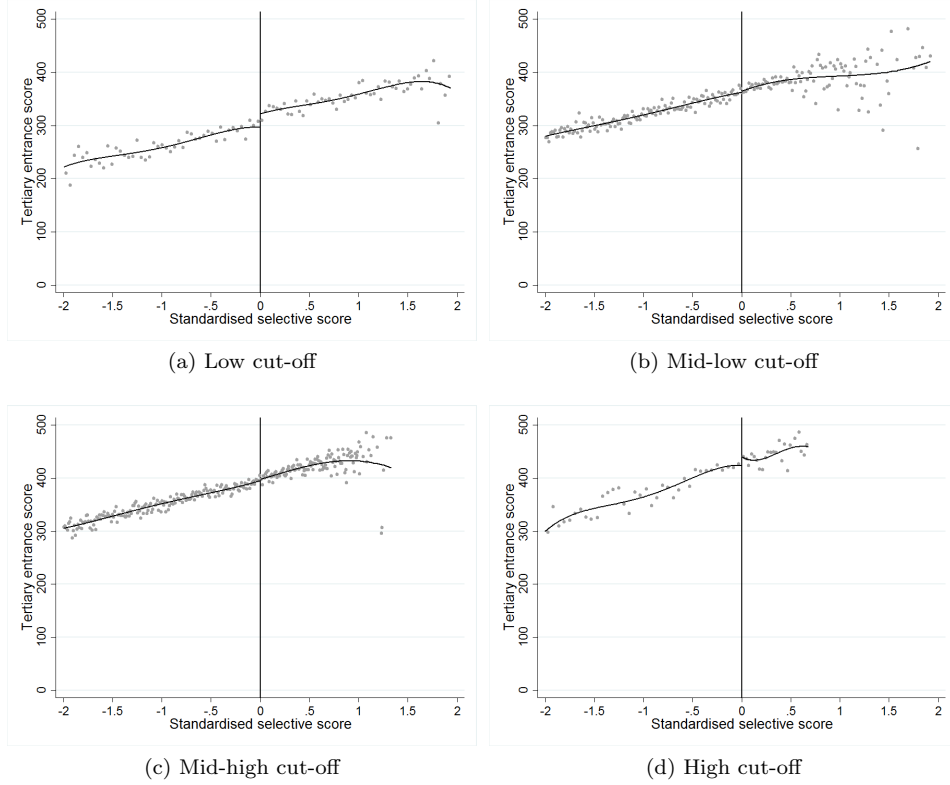 Tertiary entrance score
0 100 200 300 400 500
-2 -1.5 -1 -.5 0 .5 1 1.5 2
Standardised selective score
(a) Low cut-off
Tertiary entrance score
0 100 200 300 400 500
-2 -1.5 -1 -.5 0 .5 1 1.5 2
Standardised selective score
(b) Mid-low cut-off
Tertiary entrance score
0 100 200 300 400 500
-2 -1.5 -1 -.5 0 .5 1 1.5 2
Standardised selective score
(c) Mid-high cut-off
Tertiary entrance score
0 100 200 300 400 500
-2 -1.5 -1 -.5 0 .5 1 1.5 2
Standardised selective score
(d) High cut-off